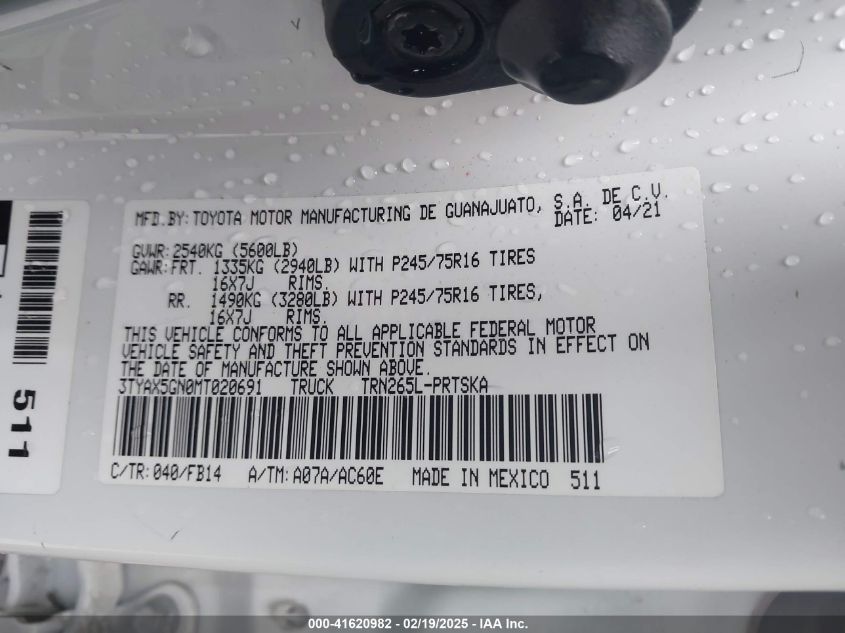 MFD.BY: TOYOTA MOTOR MANUFACTURING DE GUANAJUATO, S.A. DE C.V.
DATE: 04/21
GVWR: 2540KG (5600LB)
GAWR: FRT. 1335KG (2940LB) WITH P245/75R16 TIRES
16X7J RIMS.
RR. 1490KG (3280LB) WITH P245/75R16 TIRES,
16X7J RIMS.
THIS VEHICLE CONFORMS TO ALL APPLICABLE FEDERAL MOTOR
VEHICLE SAFETY AND THEFT PREVENTION STANDARDS IN EFFECT ON
THE DATE OF MANUFACTURE SHOWN ABOVE.
3TYAX5GN0MT020691 TRUCK TRN265L-PRTSKA
C/TR: 040/FB14 A/TM: A07A/AC60E MADE IN MEXICO 511
511
000-41620982 - 02/19/2025 - IAA Inc.